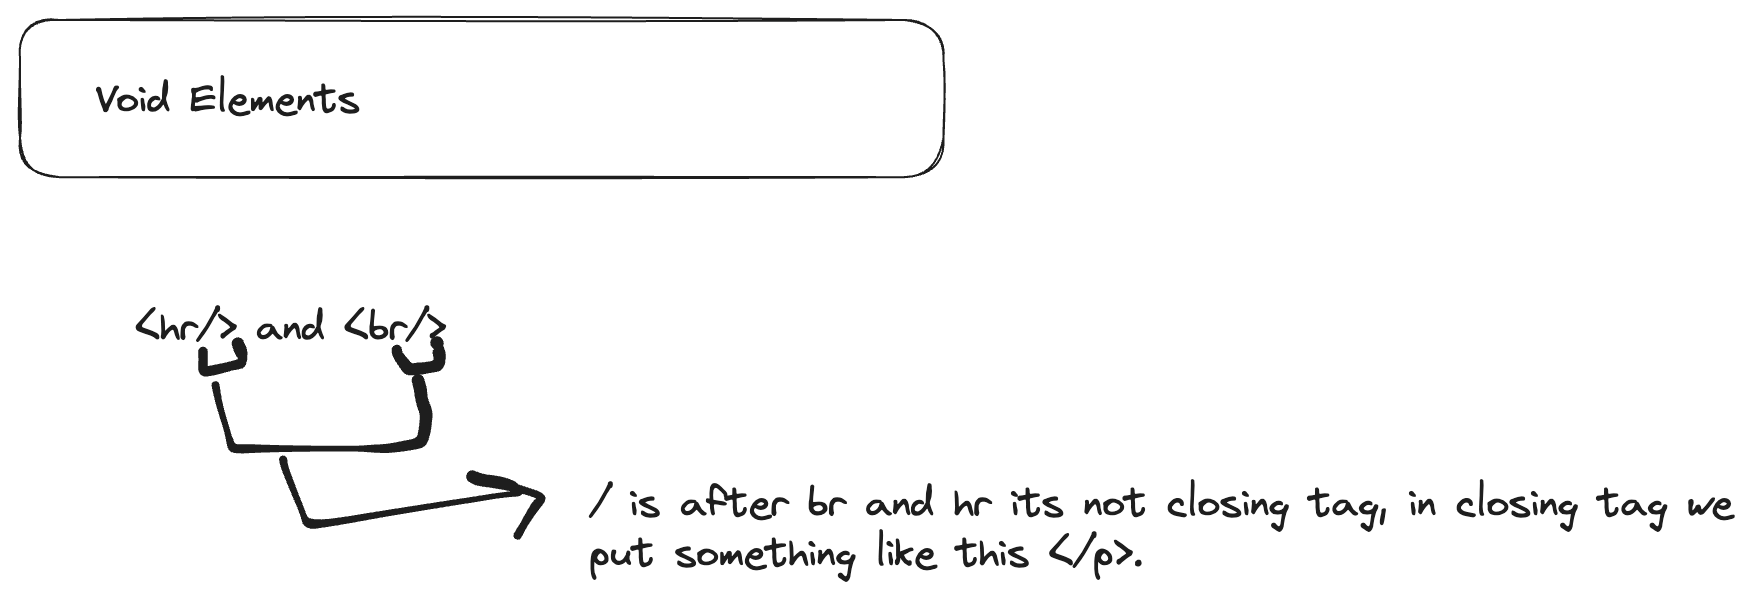 Void Elements
<hr/> and <br/>
/ is after br and hr its not closing tag, in closing tag we
put something like this </p>.